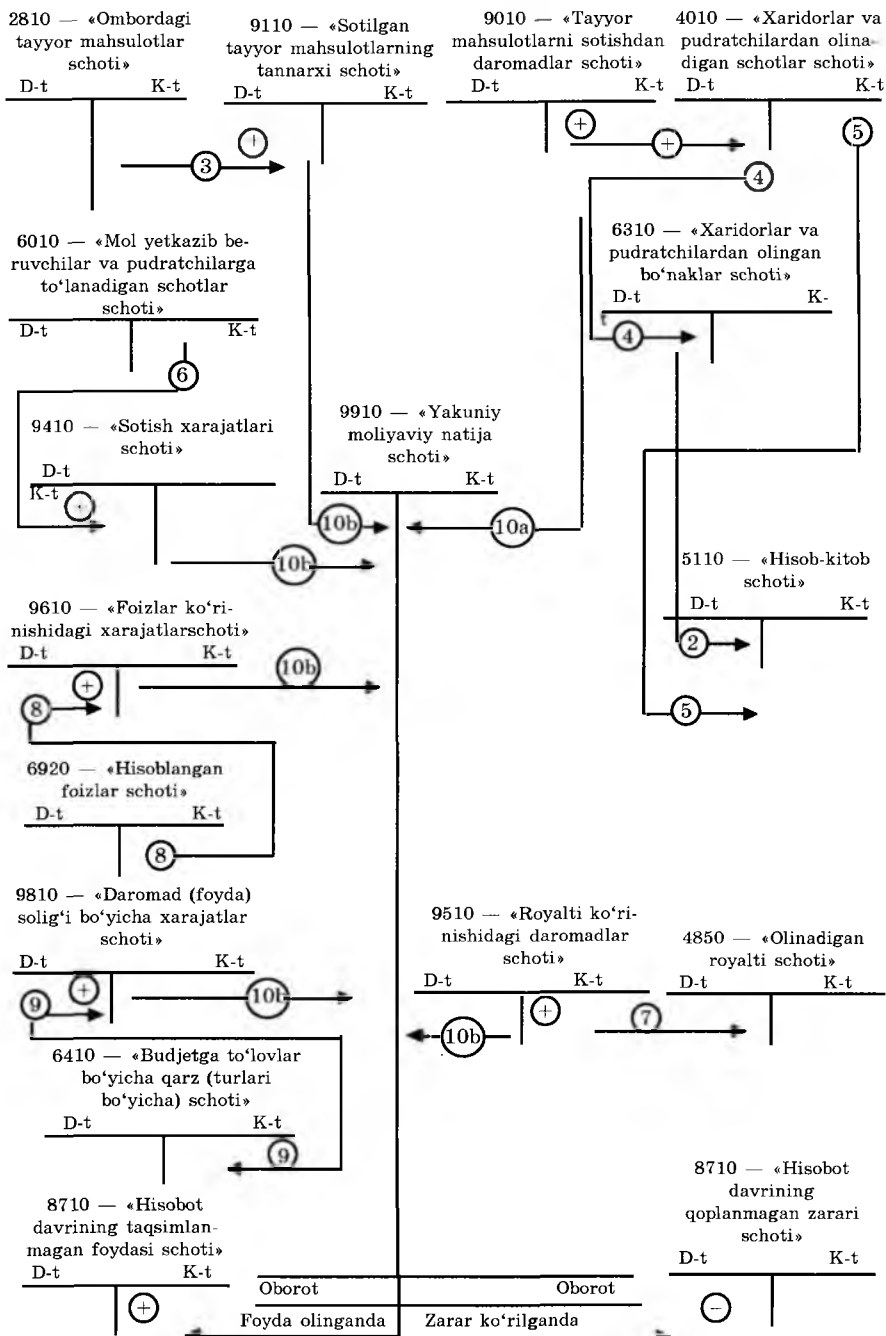 2810 — «Ombordagi
tayyor mahsulotlar
schoti»
D-t K-t
9110 — «Sotilgan
tayyor mahsulotlarning
tannarxi schoti»
D-t K-t
9010 — «Tayyor
mahsulotlarni sotishdan
daromadlar schoti»
D-t K-t
4010 — «Xaridorlar va
pudratchilardan olina-
digan schotlar schoti»
D-t K-t
3
+
+
+
5
4
6010 — «Mol yetkazib be-
ruvchilar va pudratchilarga
to‘lanadigan schotlar
schoti»
D-t K-t
6
6310 — «Xaridorlar va
pudratchilardan olingan
bo‘naklar schoti»
D-t K-
t
4
9410 — «Sotish xarajatlari
schoti»
D-t
K-t
+
10b
9910 — «Yakuniy
moliyaviy natija
schoti»
D-t K-t
10b
10a
5110 — «Hisob-kitob
schoti»
D-t K-t
2
5
9610 — «Foizlar ko‘ri-
nishidagi xarajatlarschoti»
D-t K-t
8
+
10b
6920 — «Hisoblangan
foizlar schoti»
D-t K-t
8
9810 — «Daromad (foyda)
solig‘i bo‘yicha xarajatlar
schoti»
D-t K-t
9
+
10b
9510 — «Royalti ko‘ri-
nishidagi daromadlar
schoti»
D-t K-t
10b
+
7
4850 — «Olinadigan
royalti schoti»
D-t K-t
6410 — «Budjetga to‘lovlar
bo‘yicha qarz (turlari
bo‘yicha) schoti»
D-t K-t
9
8710 — «Hisobot
davrining taqsimlan-
magan foydasi schoti»
D-t K-t
+
8710 — «Hisobot
davrining
qoplanmagan zarari
schoti»
D-t K-t
−
Oborot Oborot
Foyda olinganda Zarar ko‘rilganda